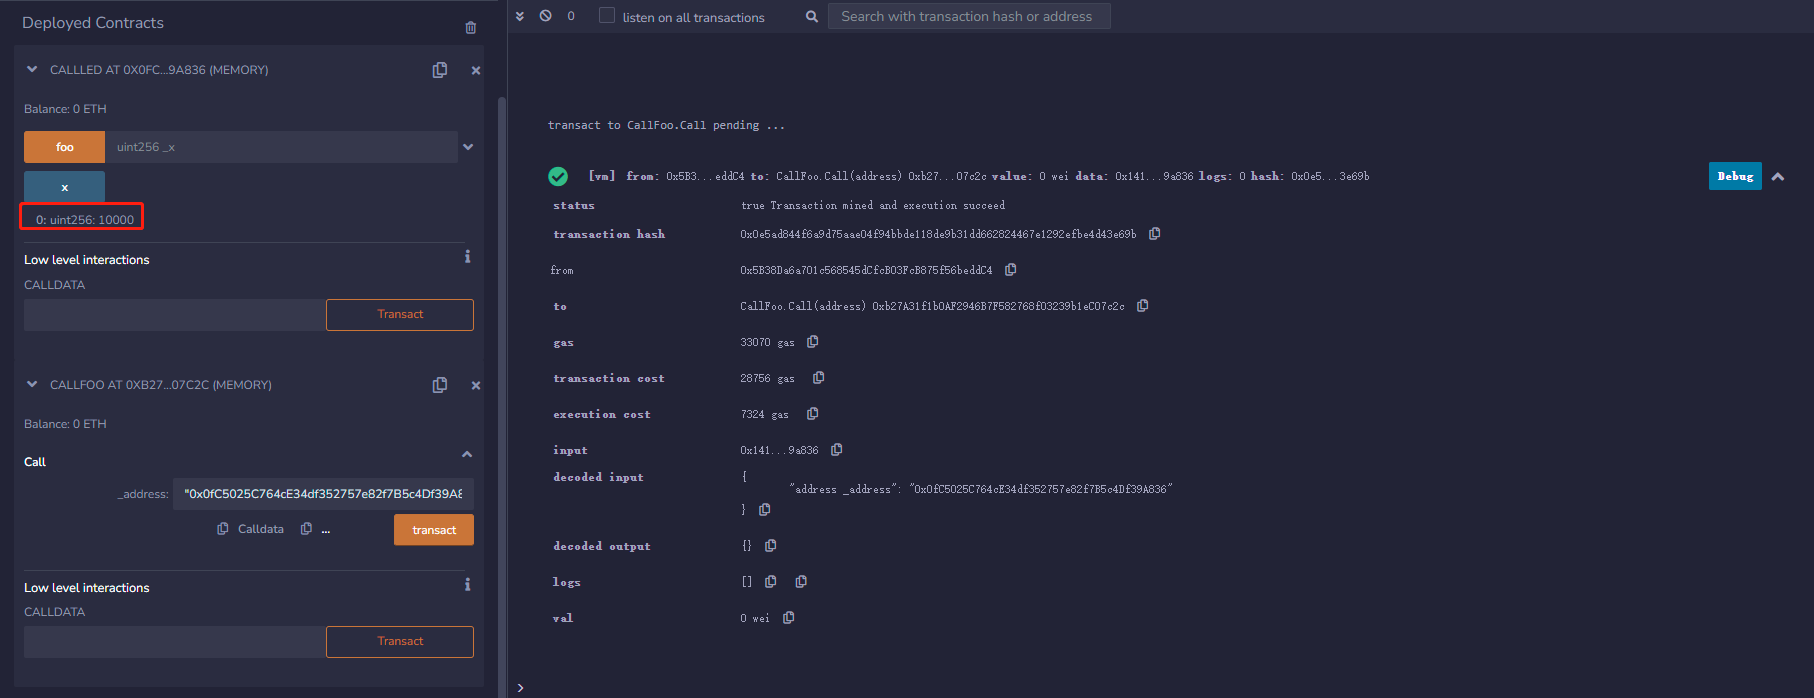 Deployed Contracts
CALLLED AT 0X0FC...9A836 (MEMORY)
Balance: 0 ETH
foo
uint256 _x
x
0: uint256: 10000
Low level interactions
CALLDATA
Transact
CALLFOO AT 0XB27...07C2C (MEMORY)
Balance: 0 ETH
Call
_address: "0x0fC5025C764cE34df352757e82f7B5c4Df39A8
Calldata
...
transact
Low level interactions
CALLDATA
Transact
0
listen on all transactions
Search with transaction hash or address
transact to CallFoo.Call pending ...
[vm] from: 0x5B3...eddC4 to: CallFoo.Call(address) 0xb27...07c2c value: 0 wei data: 0x141...9a836 logs: 0 hash: 0x0e5...3e69b
Debug
status true Transaction mined and execution succeed
transaction hash 0x0e5ad844f6a9d75aae04f94bbde118de9b31dd662824467e1292efbe4d43e69b
from 0x5B38Da6a701c568545dCfcB03FcB875f56beddC4
to CallFoo.Call(address) 0xb27A31f1b0AF2946B7F582768f03239b1eC07c2c
gas 33070 gas
transaction cost 28756 gas
execution cost 7324 gas
input 0x141...9a836
decoded input {
"address _address": "0x0fC5025C764cE34df352757e82f7B5c4Df39A836"
}
decoded output {}
logs []
val 0 wei
>